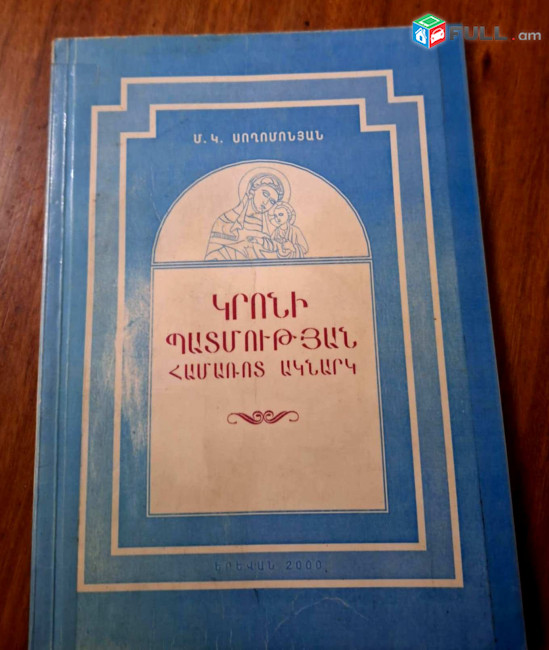 FULL.am
Մ. Կ. ՍՈՂՈՄՈՆՅԱՆ
ԿՐՈՆԻ
ՊԱՏՄՈՒԹՅԱՆ
ՀԱՄԱՌՈՏ ԱԿՆԱՐԿ
ԵՐԵՎԱՆ 2000